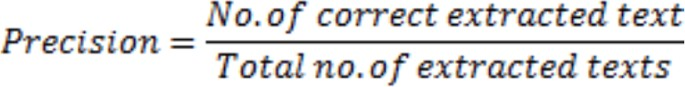 No. of correct extracted text
Precision =
Total no. of extracted texts